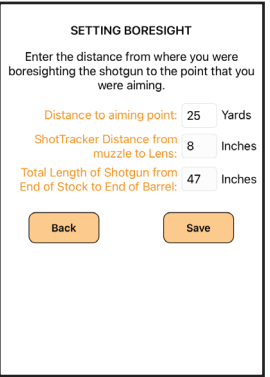 SETTING BORESIGHT
Enter the distance from where you were
boresighting the shotgun to the point that you
were aiming.
Distance to aiming point: 25 Yards
ShotTracker Distance from
muzzle to Lens: 8 Inches
Total Length of Shotgun from
End of Stock to End of Barrel: 47 Inches
Back Save